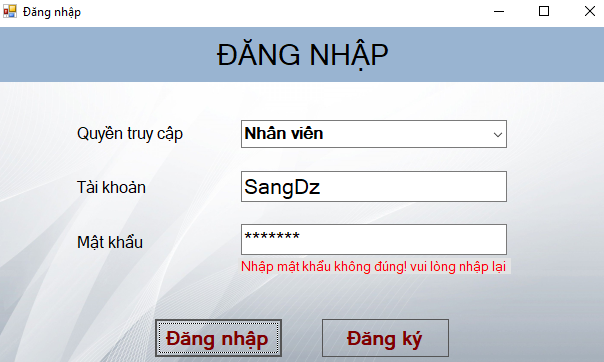 Đăng nhập
ĐĂNG NHẬP
Quyền truy cập
Nhân viên
Tài khoản
SangDz
Mật khẩu
*******
Nhập mật khẩu không đúng! vui lòng nhập lại
Đăng nhập
Đăng ký